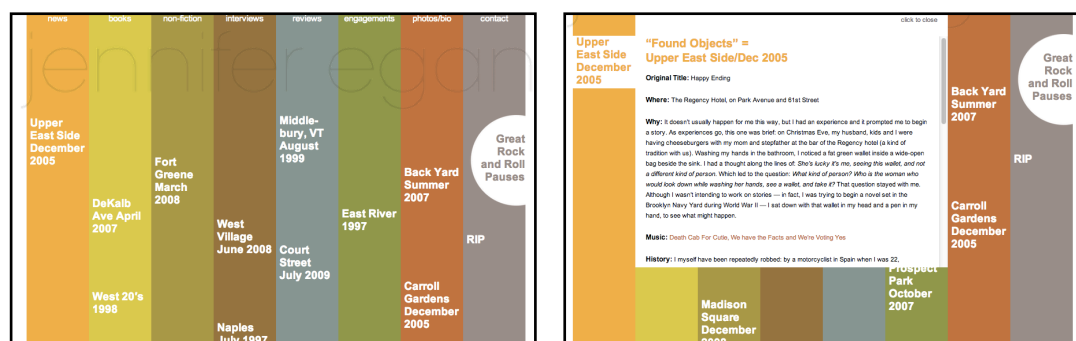 news books non-fiction interviews reviews engagements photos/bio contact
jennifer egan
Upper
East Side
December
2005
DeKalb
Ave April
2007
West 20's
1998
Fort
Greene
March
2008
West
Village
June 2008
Naples
July 1997
Middle-
bury, VT
August
1999
Court
Street
July 2009
East River
1997
Back Yard
Summer
2007
Carroll
Gardens
December
2005
Great
Rock
and Roll
Pauses
RIP
click to close
Upper
East Side
December
2005
“Found Objects” =
Upper East Side/Dec 2005
Original Title: Happy Ending
Where: The Regency Hotel, on Park Avenue and 61st Street
Why: It doesn't usually happen for me this way, but I had an experience and it prompted me to begin
a story. As experiences go, this one was brief: on Christmas Eve, my husband, kids and I were
having cheeseburgers with my mom and stepfather at the bar of the Regency hotel (a kind of
tradition with us). Washing my hands in the bathroom, I noticed a fat green wallet inside a wide-open
bag beside the sink. I had a thought along the lines of: She's lucky it's me, seeing this wallet, and not
a different kind of person. Which led to the question: What kind of person? Who is the woman who
would look down while washing her hands, see a wallet, and take it? That question stayed with me.
Although I wasn't intending to work on stories — in fact, I was trying to begin a novel set in the
Brooklyn Navy Yard during World War II — I sat down with that wallet in my head and a pen in my
hand, to see what might happen.
Music: Death Cab For Cutie, We have the Facts and We're Voting Yes
History: I myself have been repeatedly robbed: by a motorcyclist in Spain when I was 22,
Madison
Square
December
Prospect
Park
October
2007
Back Yard
Summer
2007
Carroll
Gardens
December
2005
Great
Rock
and Roll
Pauses
RIP